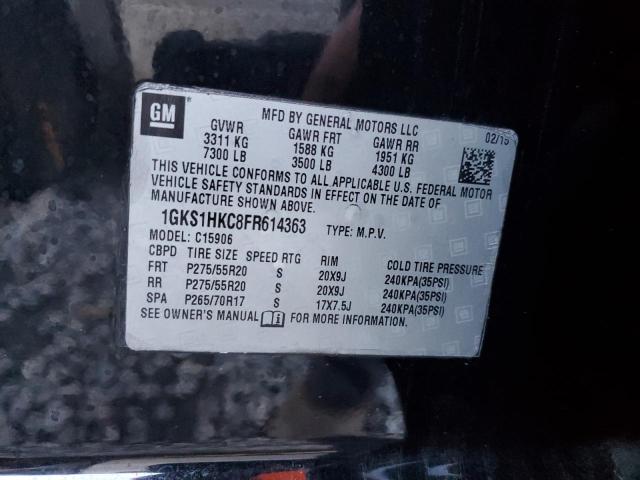 GM
MFD BY GENERAL MOTORS LLC
02/15
GVWR GAWR FRT GAWR RR
3311 KG 1588 KG 1951 KG
7300 LB 3500 LB 4300 LB
THIS VEHICLE CONFORMS TO ALL APPLICABLE U.S. FEDERAL MOTOR
VEHICLE SAFETY STANDARDS IN EFFECT ON THE DATE OF
MANUFACTURE SHOWN ABOVE.
1GKS1HKC8FR614363 TYPE: M.P.V.
MODEL: C15906
CBPD TIRE SIZE SPEED RTG RIM COLD TIRE PRESSURE
FRT P275/55R20 S 20X9J 240KPA(35PSI)
RR P275/55R20 S 20X9J 240KPA(35PSI)
SPA P265/70R17 S 17X7.5J 240KPA(35PSI)
SEE OWNER'S MANUAL FOR MORE INFORMATION.